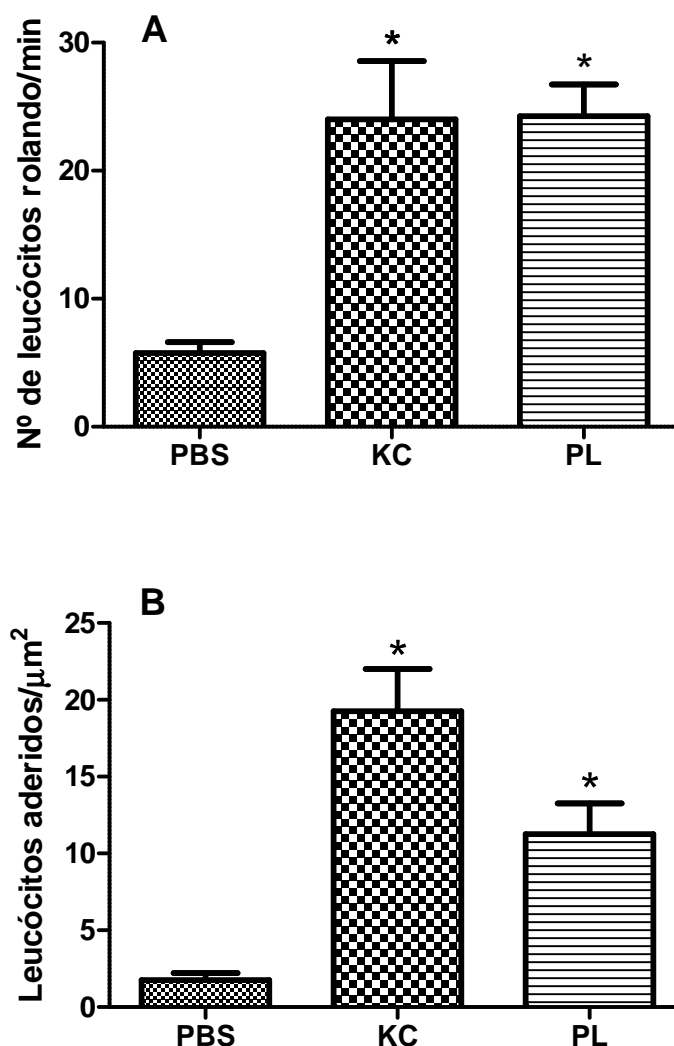 A
Nº de leucócitos rolando/min
30
20
10
0
*
*
PBS
KC
PL
B
Leucócitos aderidos/μm²
25
20
15
10
5
0
*
*
PBS
KC
PL